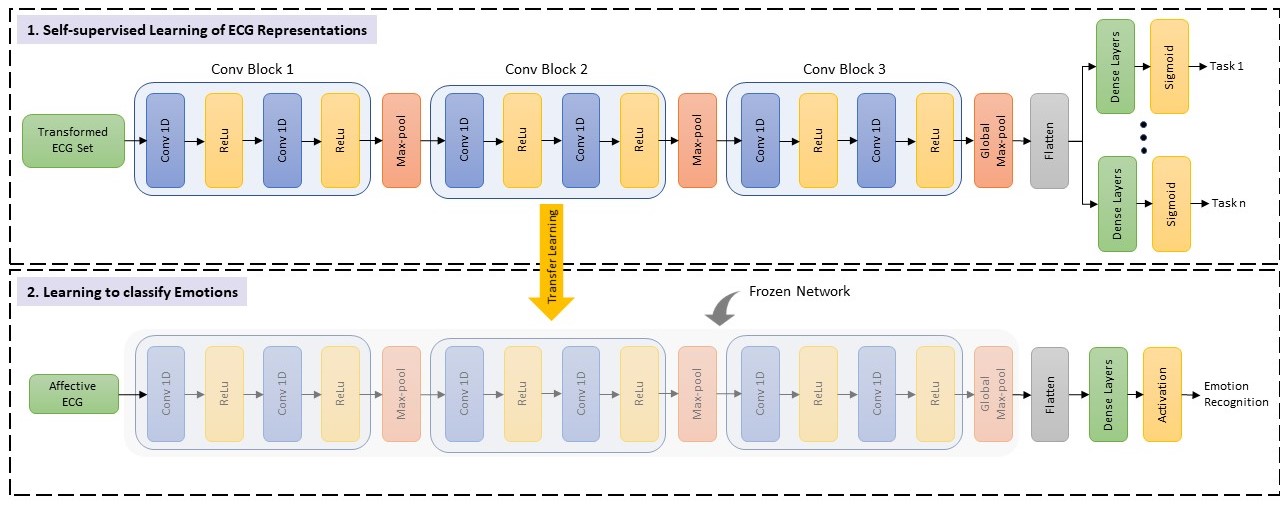 1. Self-supervised Learning of ECG Representations
Conv Block 1
Conv Block 2
Conv Block 3
Transformed
ECG Set
Conv 1D
ReLu
Conv 1D
ReLu
Max-pool
Conv 1D
ReLu
Conv 1D
ReLu
Max-pool
Conv 1D
ReLu
Conv 1D
ReLu
Global
Max-pool
Flatten
Dense Layers
Sigmoid
Task 1
Dense Layers
Sigmoid
Task n
Transfer Learning
2. Learning to classify Emotions
Frozen Network
Affective
ECG
Conv 1D
ReLu
Conv 1D
ReLu
Max-pool
Conv 1D
ReLu
Conv 1D
ReLu
Max-pool
Conv 1D
ReLu
Conv 1D
ReLu
Global
Max-pool
Flatten
Dense Layers
Activation
Emotion
Recognition